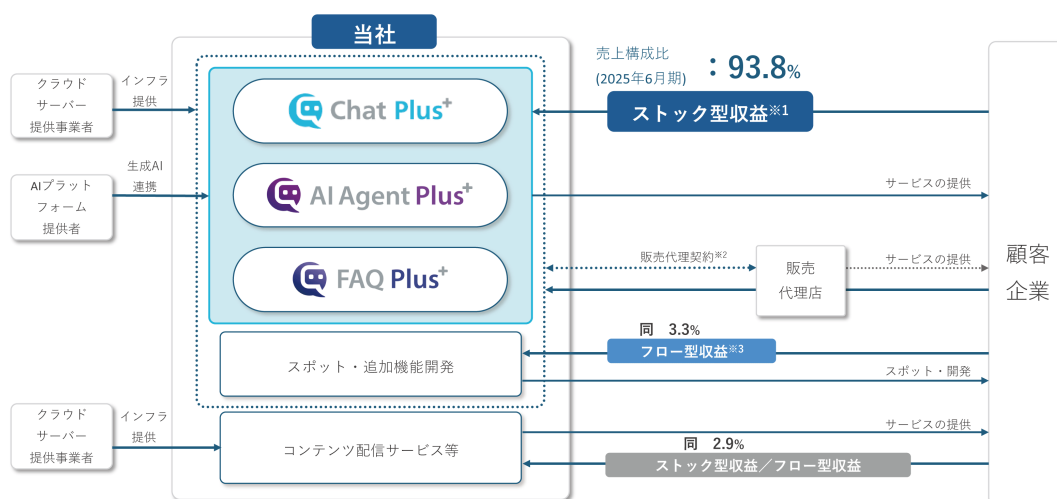 当社
売上構成比
(2025年6月期)
：93.8%
ストック型収益※1
クラウド
サーバー
提供事業者
インフラ
提供
Chat Plus+
AIプラット
フォーム
提供者
生成AI
連携
AI Agent Plus+
サービスの提供
FAQ Plus+
販売代理契約※2
販売
代理店
サービスの提供
顧客
企業
同 3.3%
フロー型収益※3
スポット・追加機能開発
スポット・開発
クラウド
サーバー
提供事業者
インフラ
提供
コンテンツ配信サービス等
サービスの提供
同 2.9%
ストック型収益／フロー型収益